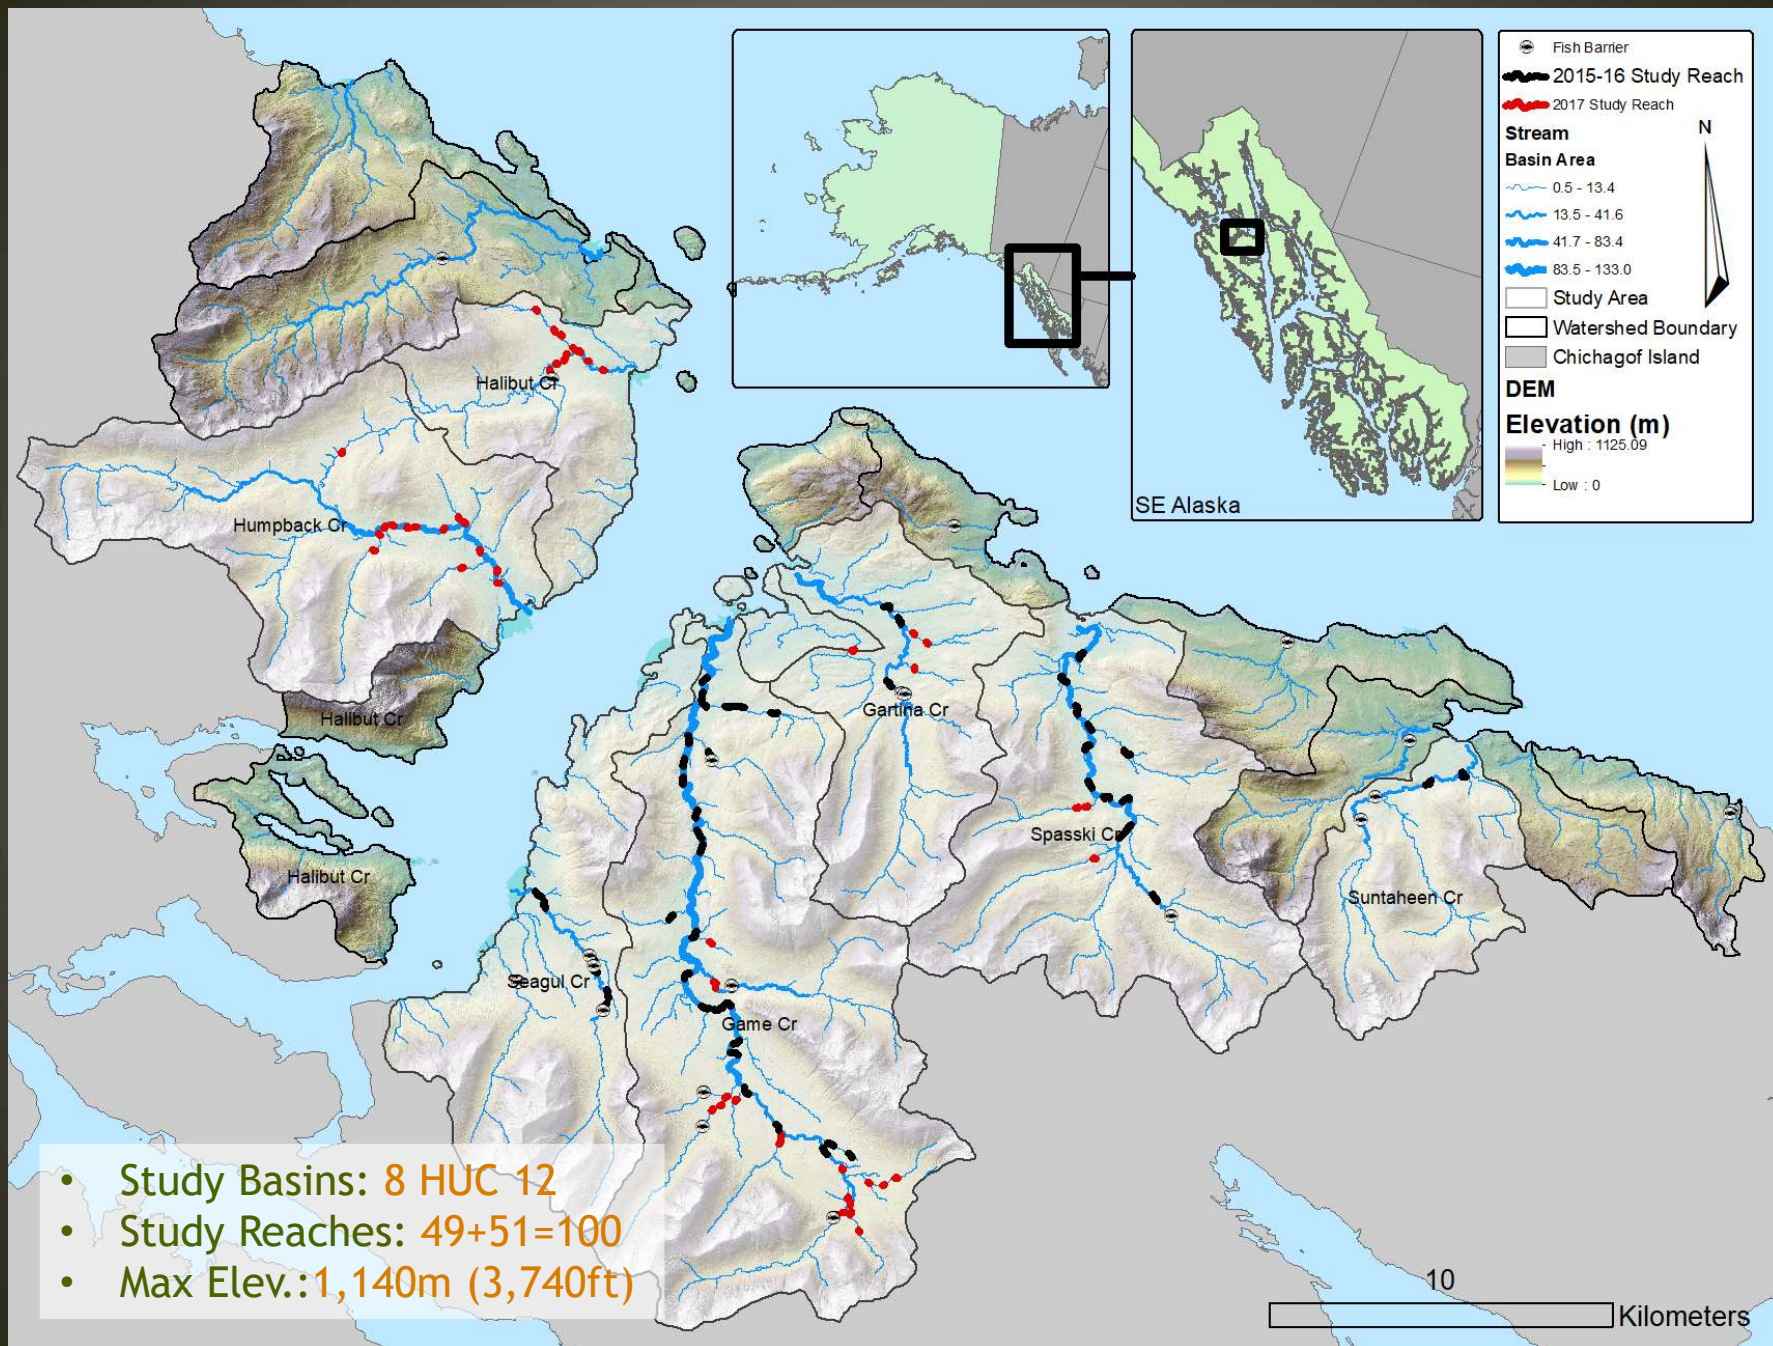 Fish Barrier
2015-16 Study Reach
2017 Study Reach
Stream
Basin Area
0.5 - 13.4
13.5 - 41.6
41.7 - 83.4
83.5 - 133.0
Study Area
Watershed Boundary
Chichagof Island
DEM
Elevation (m)
High : 1125.09
Low : 0
N
SE Alaska
Halibut Cr
Humpback Cr
Halibut Cr
Halibut Cr
Gartina Cr
Spasski Cr
Suntaheen Cr
Seagul Cr
Game Cr
• Study Basins: 8 HUC 12
• Study Reaches: 49+51=100
• Max Elev.:1,140m (3,740ft)
10
Kilometers